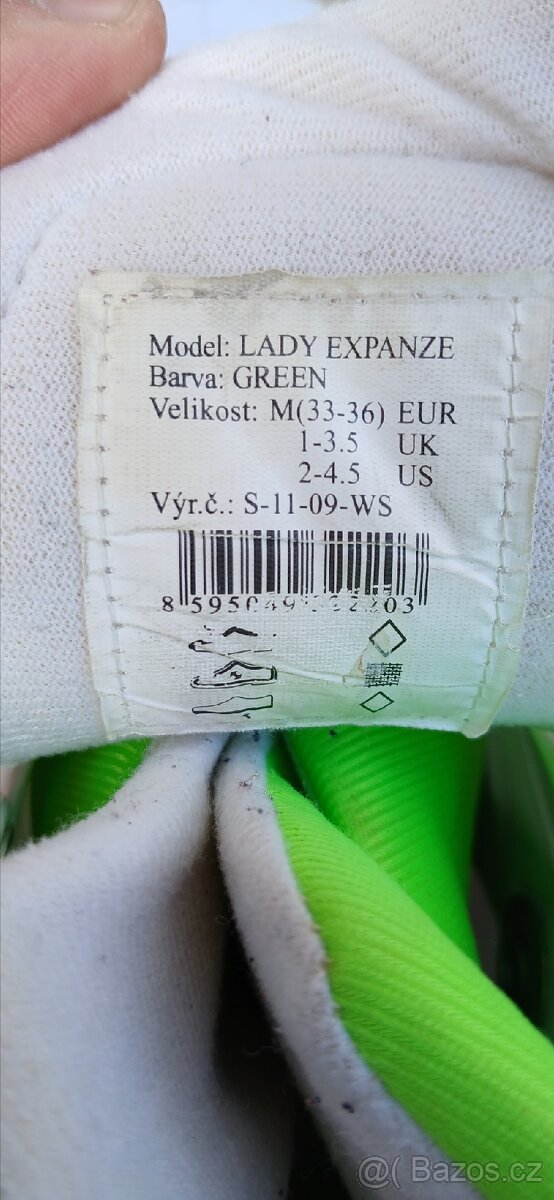 Model: LADY EXPANZE
Barva: GREEN
Velikost: M(33-36) EUR
1-3.5 UK
2-4.5 US
Výr.č.: S-11-09-WS
@( Bazos.cz